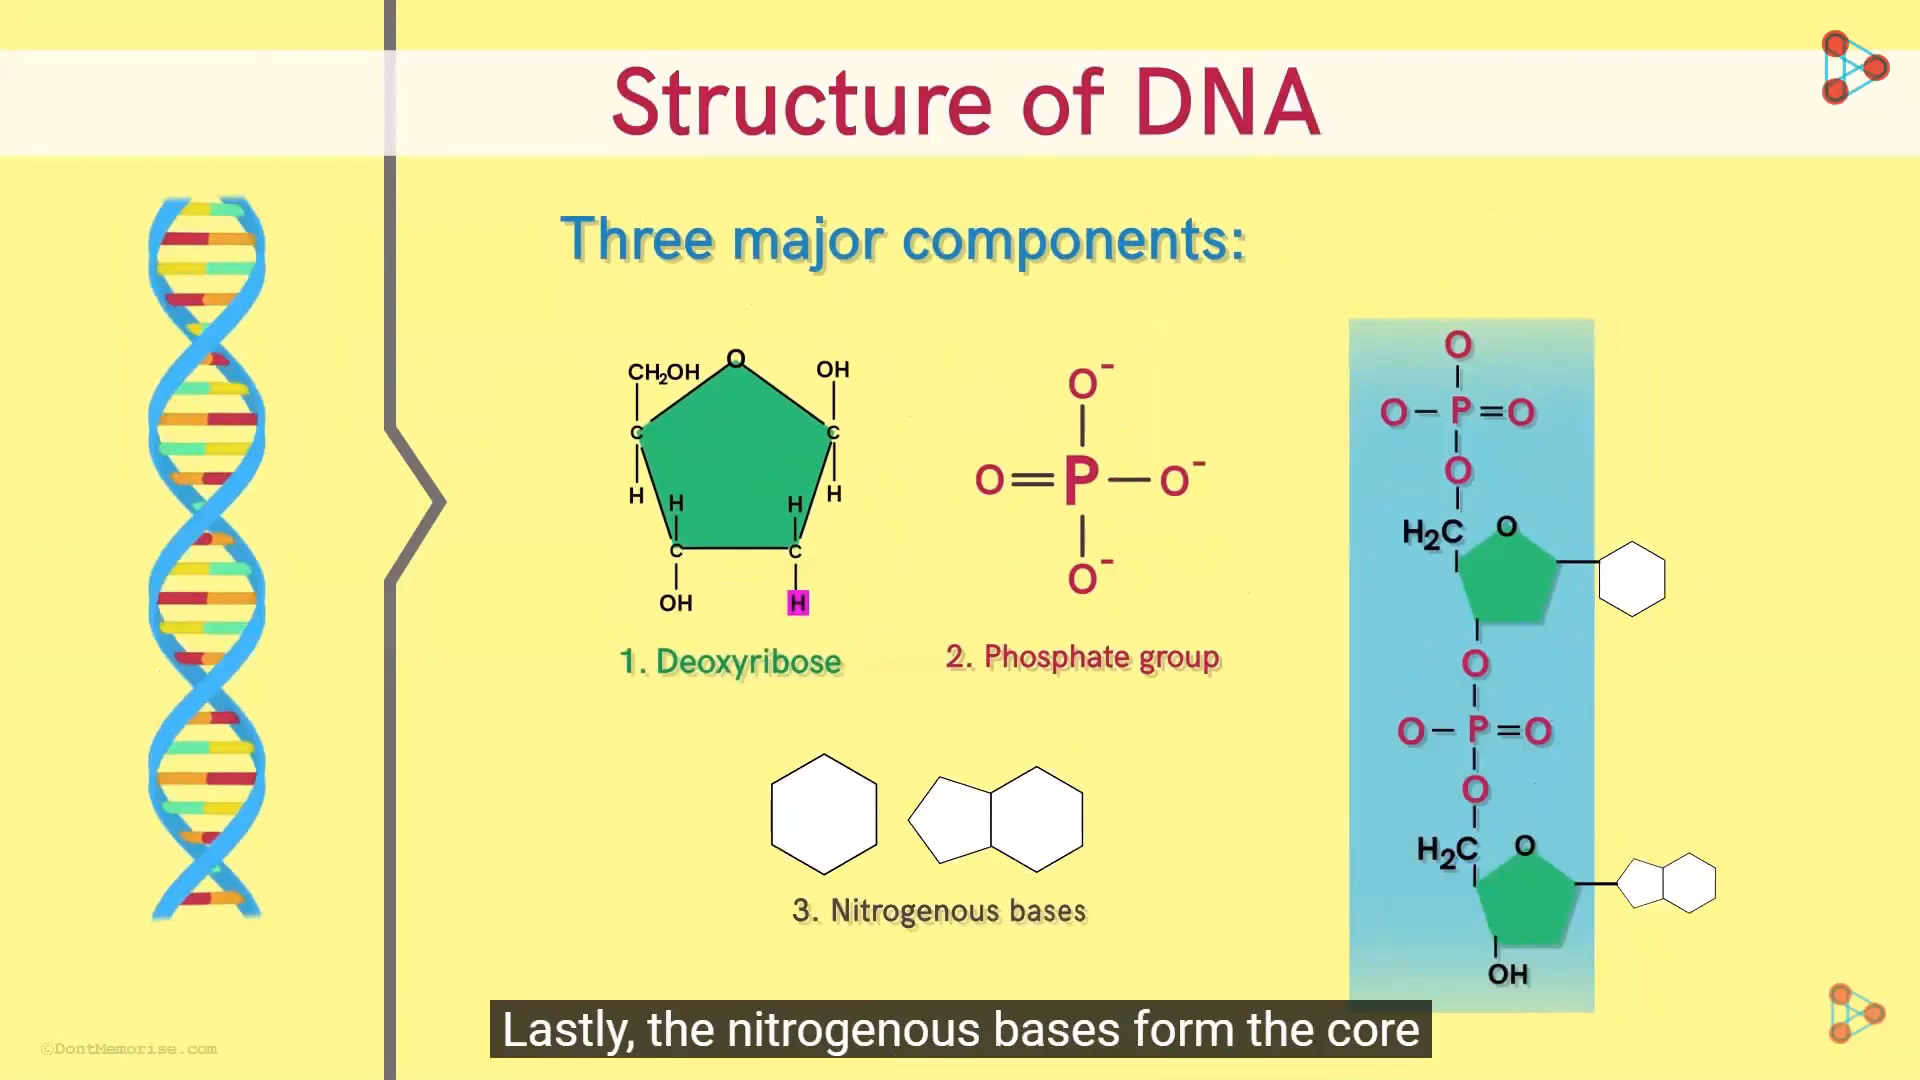 Structure of DNA
Three major components:
CH₂OH
O
OH
C
C
H
H
H
H
C
C
OH
H
1. Deoxyribose
O⁻
O=P—O⁻
O⁻
2. Phosphate group
3. Nitrogenous bases
O
O—P=O
O
H₂C
O
O
O—P=O
O
H₂C
O
OH
Lastly, the nitrogenous bases form the core
©DontMemorise.com